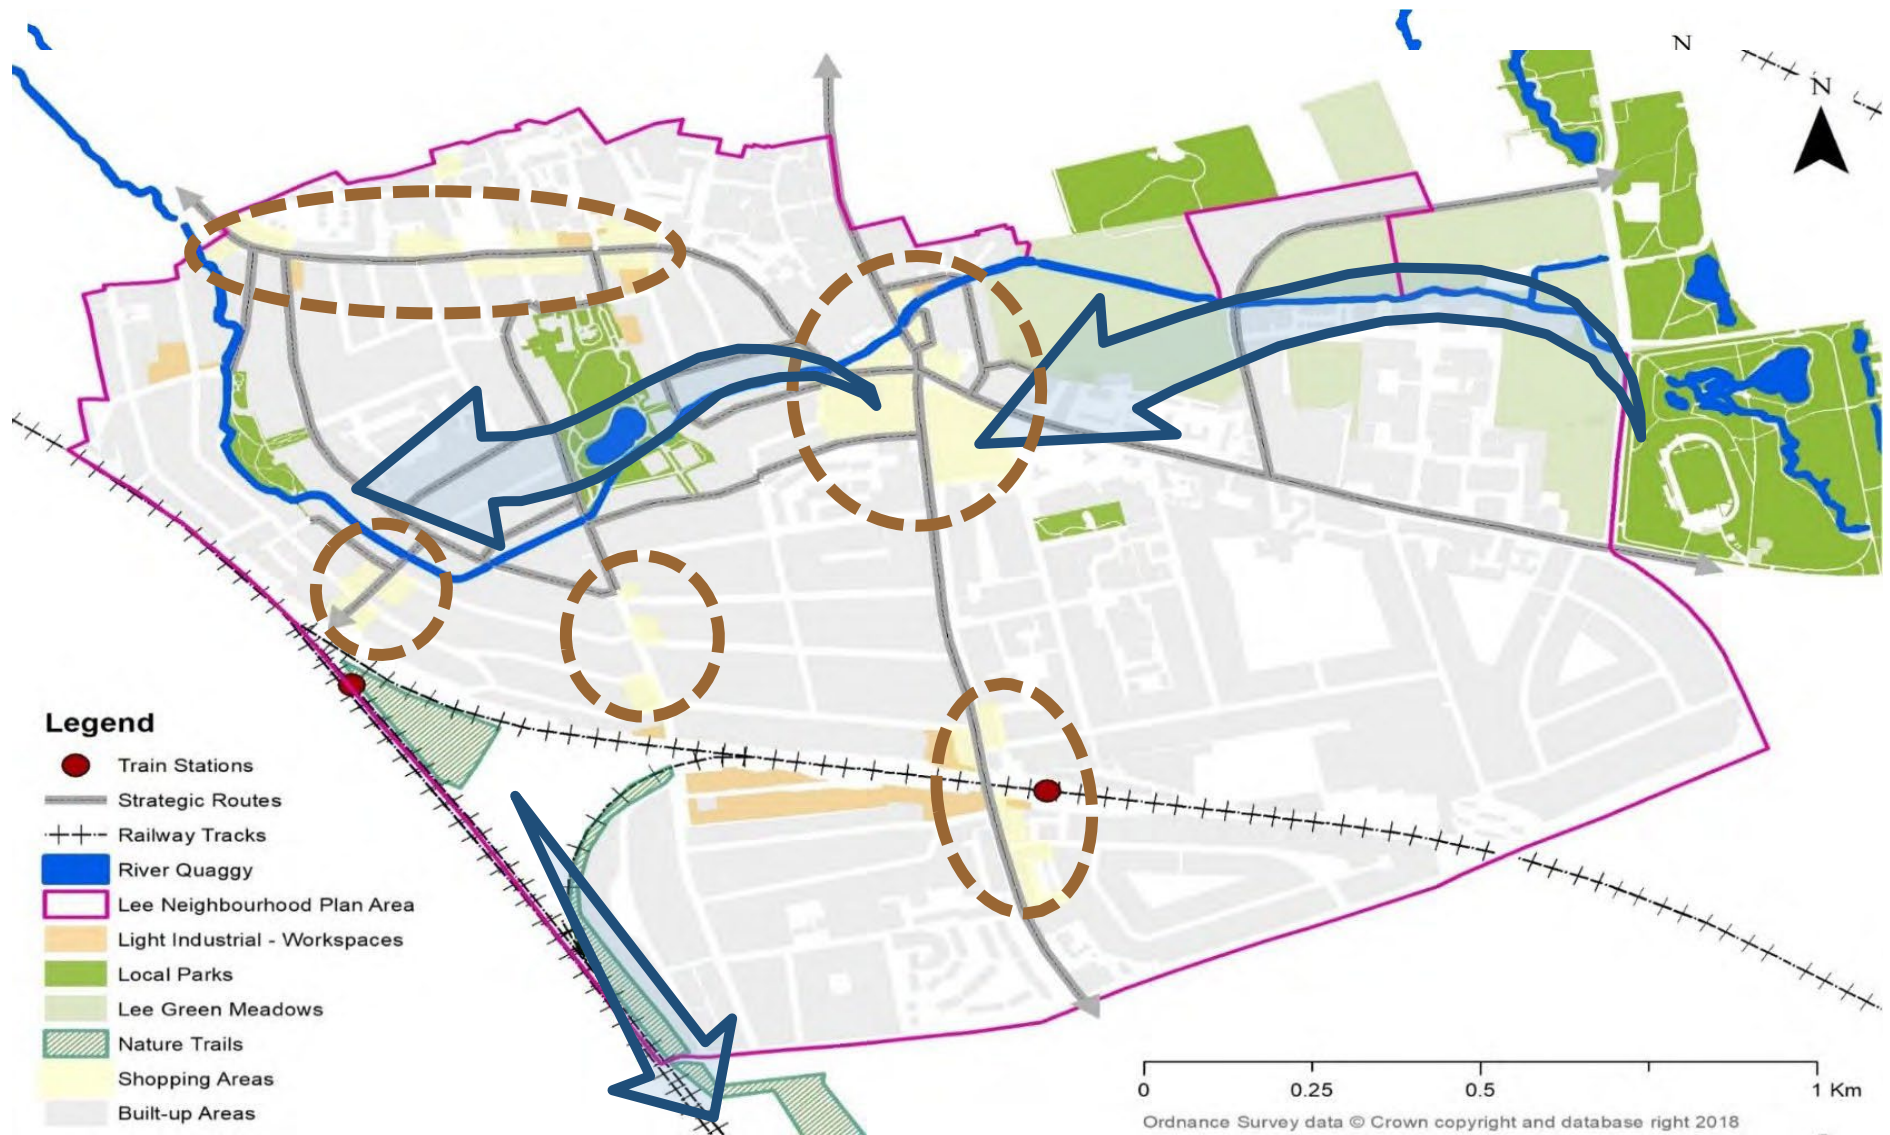 N
N
Legend
Train Stations
Strategic Routes
Railway Tracks
River Quaggy
Lee Neighbourhood Plan Area
Light Industrial - Workspaces
Local Parks
Lee Green Meadows
Nature Trails
Shopping Areas
Built-up Areas
0 0.25 0.5 1 Km
Ordnance Survey data © Crown copyright and database right 2018